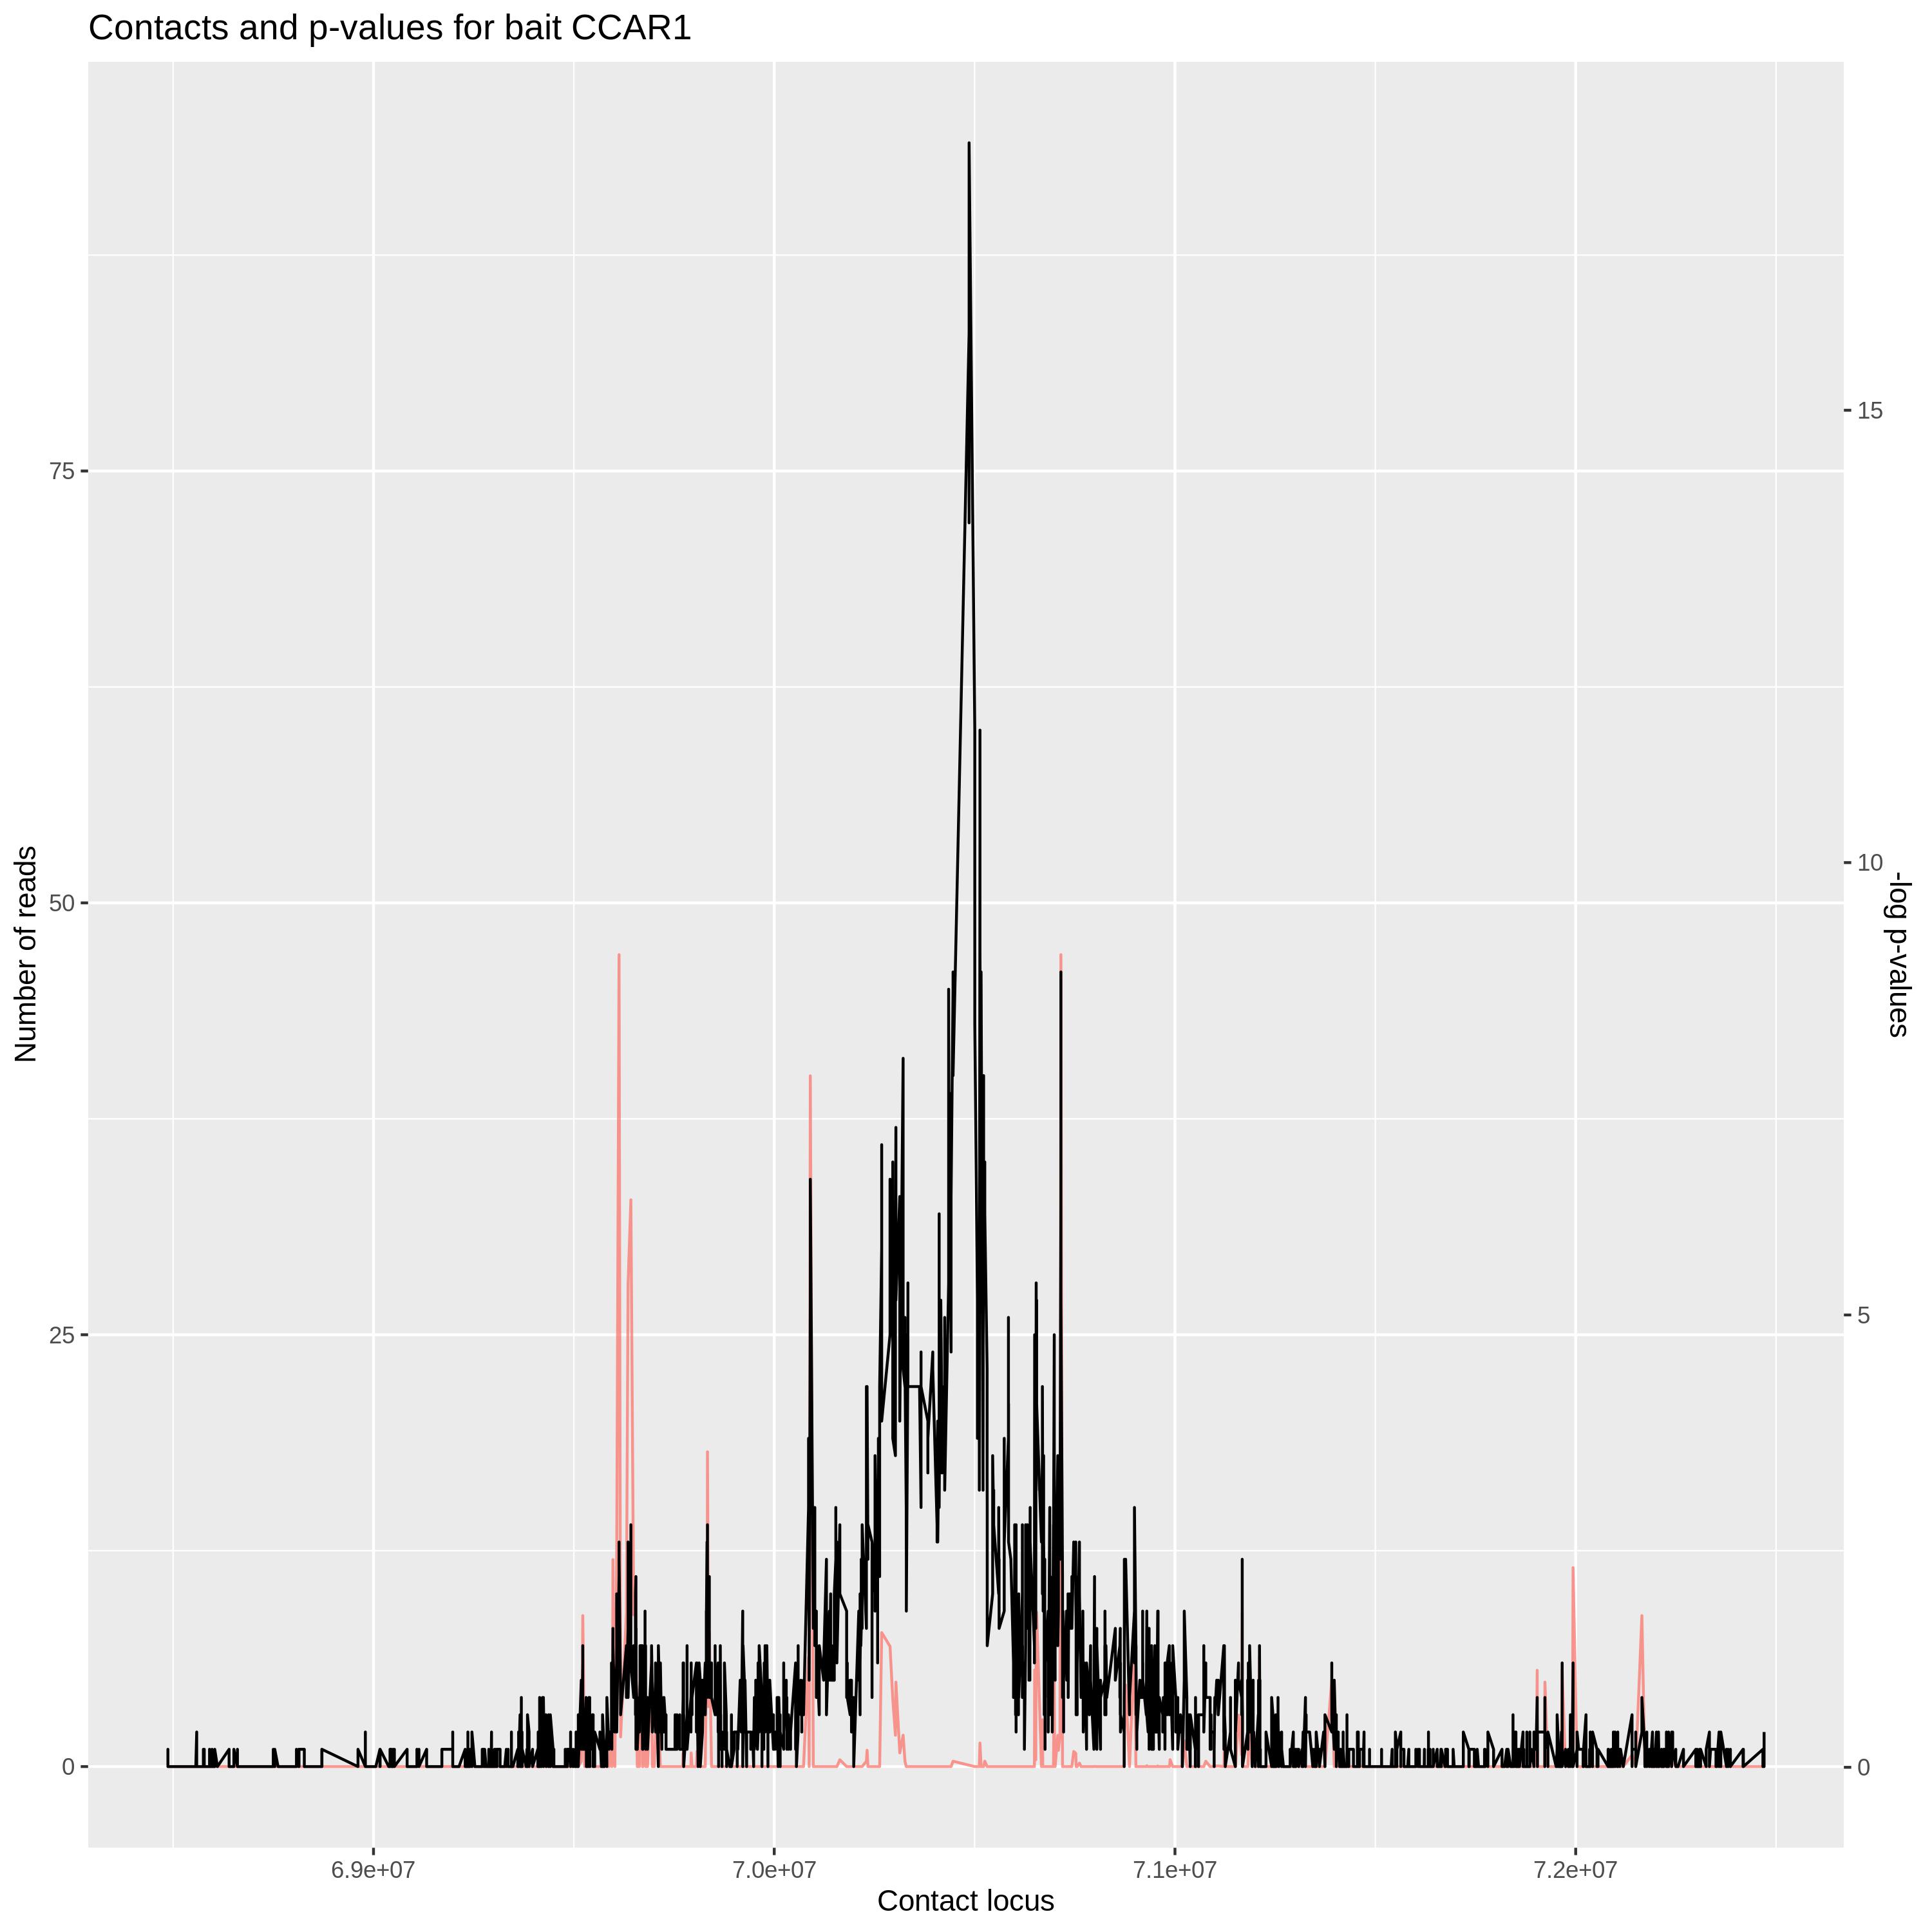 Contacts and p-values for bait CCAR1
Number of reads
75
50
25
0
15
10
5
0
-log p-values
6.9e+07 7.0e+07 7.1e+07 7.2e+07
Contact locus